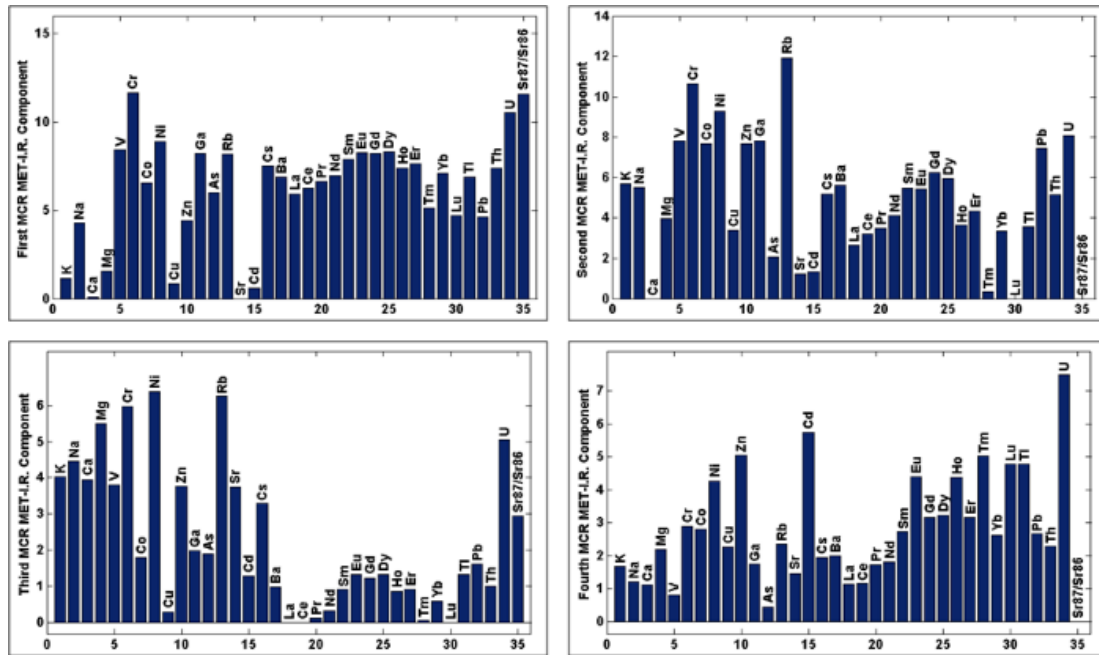 First MCR MET-I.R. Component
15
10
5
0
K
Na
Ca
Mg
V
Cr
Co
Ni
Cu
Zn
Ga
As
Rb
Sr
Cd
Cs
Ba
La
Ce
Pr
Nd
Sm
Eu
Gd
Dy
Ho
Er
Tm
Yb
Lu
Tl
Pb
Th
U
Sr87/Sr86
0 5 10 15 20 25 30 35
Second MCR MET-I.R. Component
14
12
10
8
6
4
2
0
K
Na
Ca
Mg
V
Cr
Co
Ni
Cu
Zn
Ga
As
Rb
Sr
Cd
Cs
Ba
La
Ce
Pr
Nd
Sm
Eu
Gd
Dy
Ho
Er
Tm
Yb
Lu
Tl
Pb
Th
U
Sr87/Sr86
0 5 10 15 20 25 30 35
Third MCR MET-I.R. Component
6
5
4
3
2
1
0
K
Na
Ca
Mg
V
Cr
Co
Ni
Cu
Zn
Ga
As
Rb
Sr
Cd
Cs
Ba
La
Ce
Pr
Nd
Sm
Eu
Gd
Dy
Ho
Er
Tm
Yb
Lu
Tl
Pb
Th
U
Sr87/Sr86
0 5 10 15 20 25 30 35
Fourth MCR MET-I.R. Component
7
6
5
4
3
2
1
0
K
Na
Ca
Mg
V
Cr
Co
Ni
Cu
Zn
Ga
As
Rb
Sr
Cd
Cs
Ba
La
Ce
Pr
Nd
Sm
Eu
Gd
Dy
Ho
Er
Tm
Yb
Lu
Tl
Pb
Th
U
Sr87/Sr86
0 5 10 15 20 25 30 35